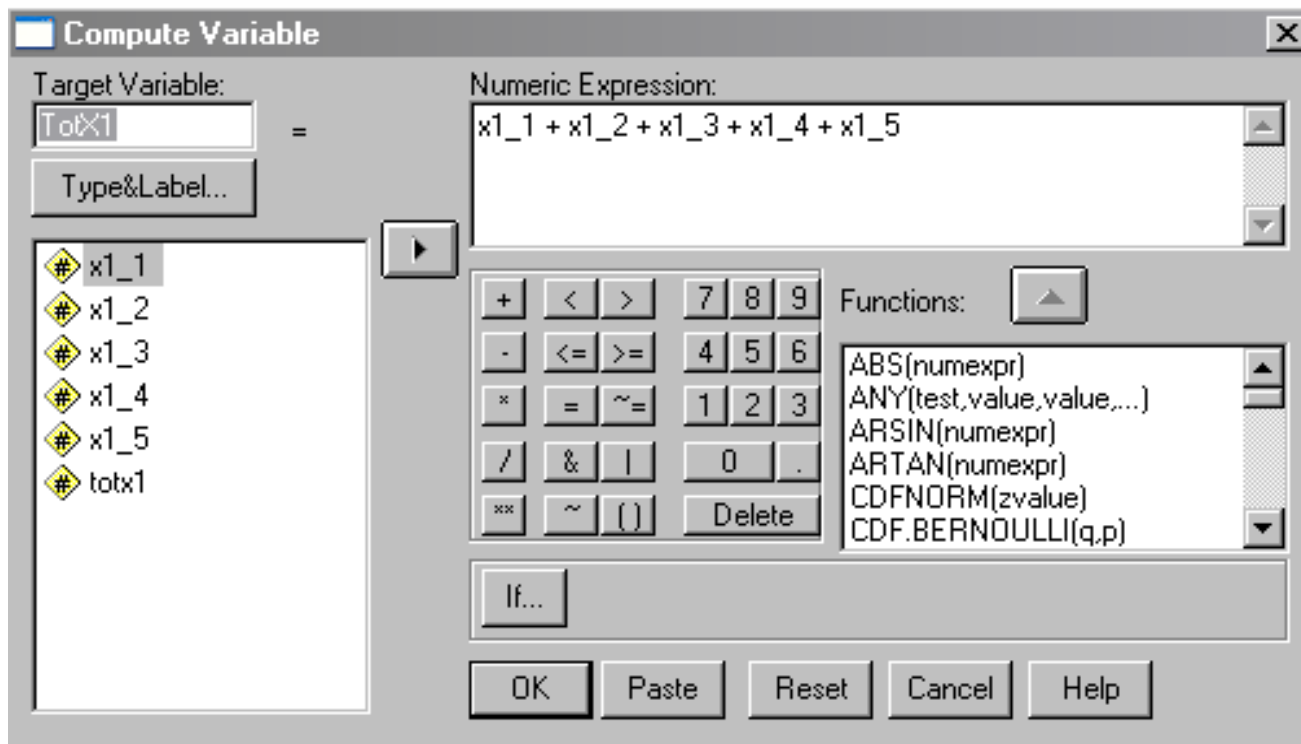 Compute Variable
Target Variable:
TotX1
=
Type&Label...
Numeric Expression:
x1_1 + x1_2 + x1_3 + x1_4 + x1_5
# x1_1
# x1_2
# x1_3
# x1_4
# x1_5
# totx1
+ < > 7 8 9
- <= >= 4 5 6
* = ~= 1 2 3
/ & | 0 .
** ~ () Delete
Functions:
ABS(numexpr)
ANY(test,value,value,...)
ARSIN(numexpr)
ARTAN(numexpr)
CDFNORM(zvalue)
CDF.BERNOULLI(q,p)
If...
OK Paste Reset Cancel Help